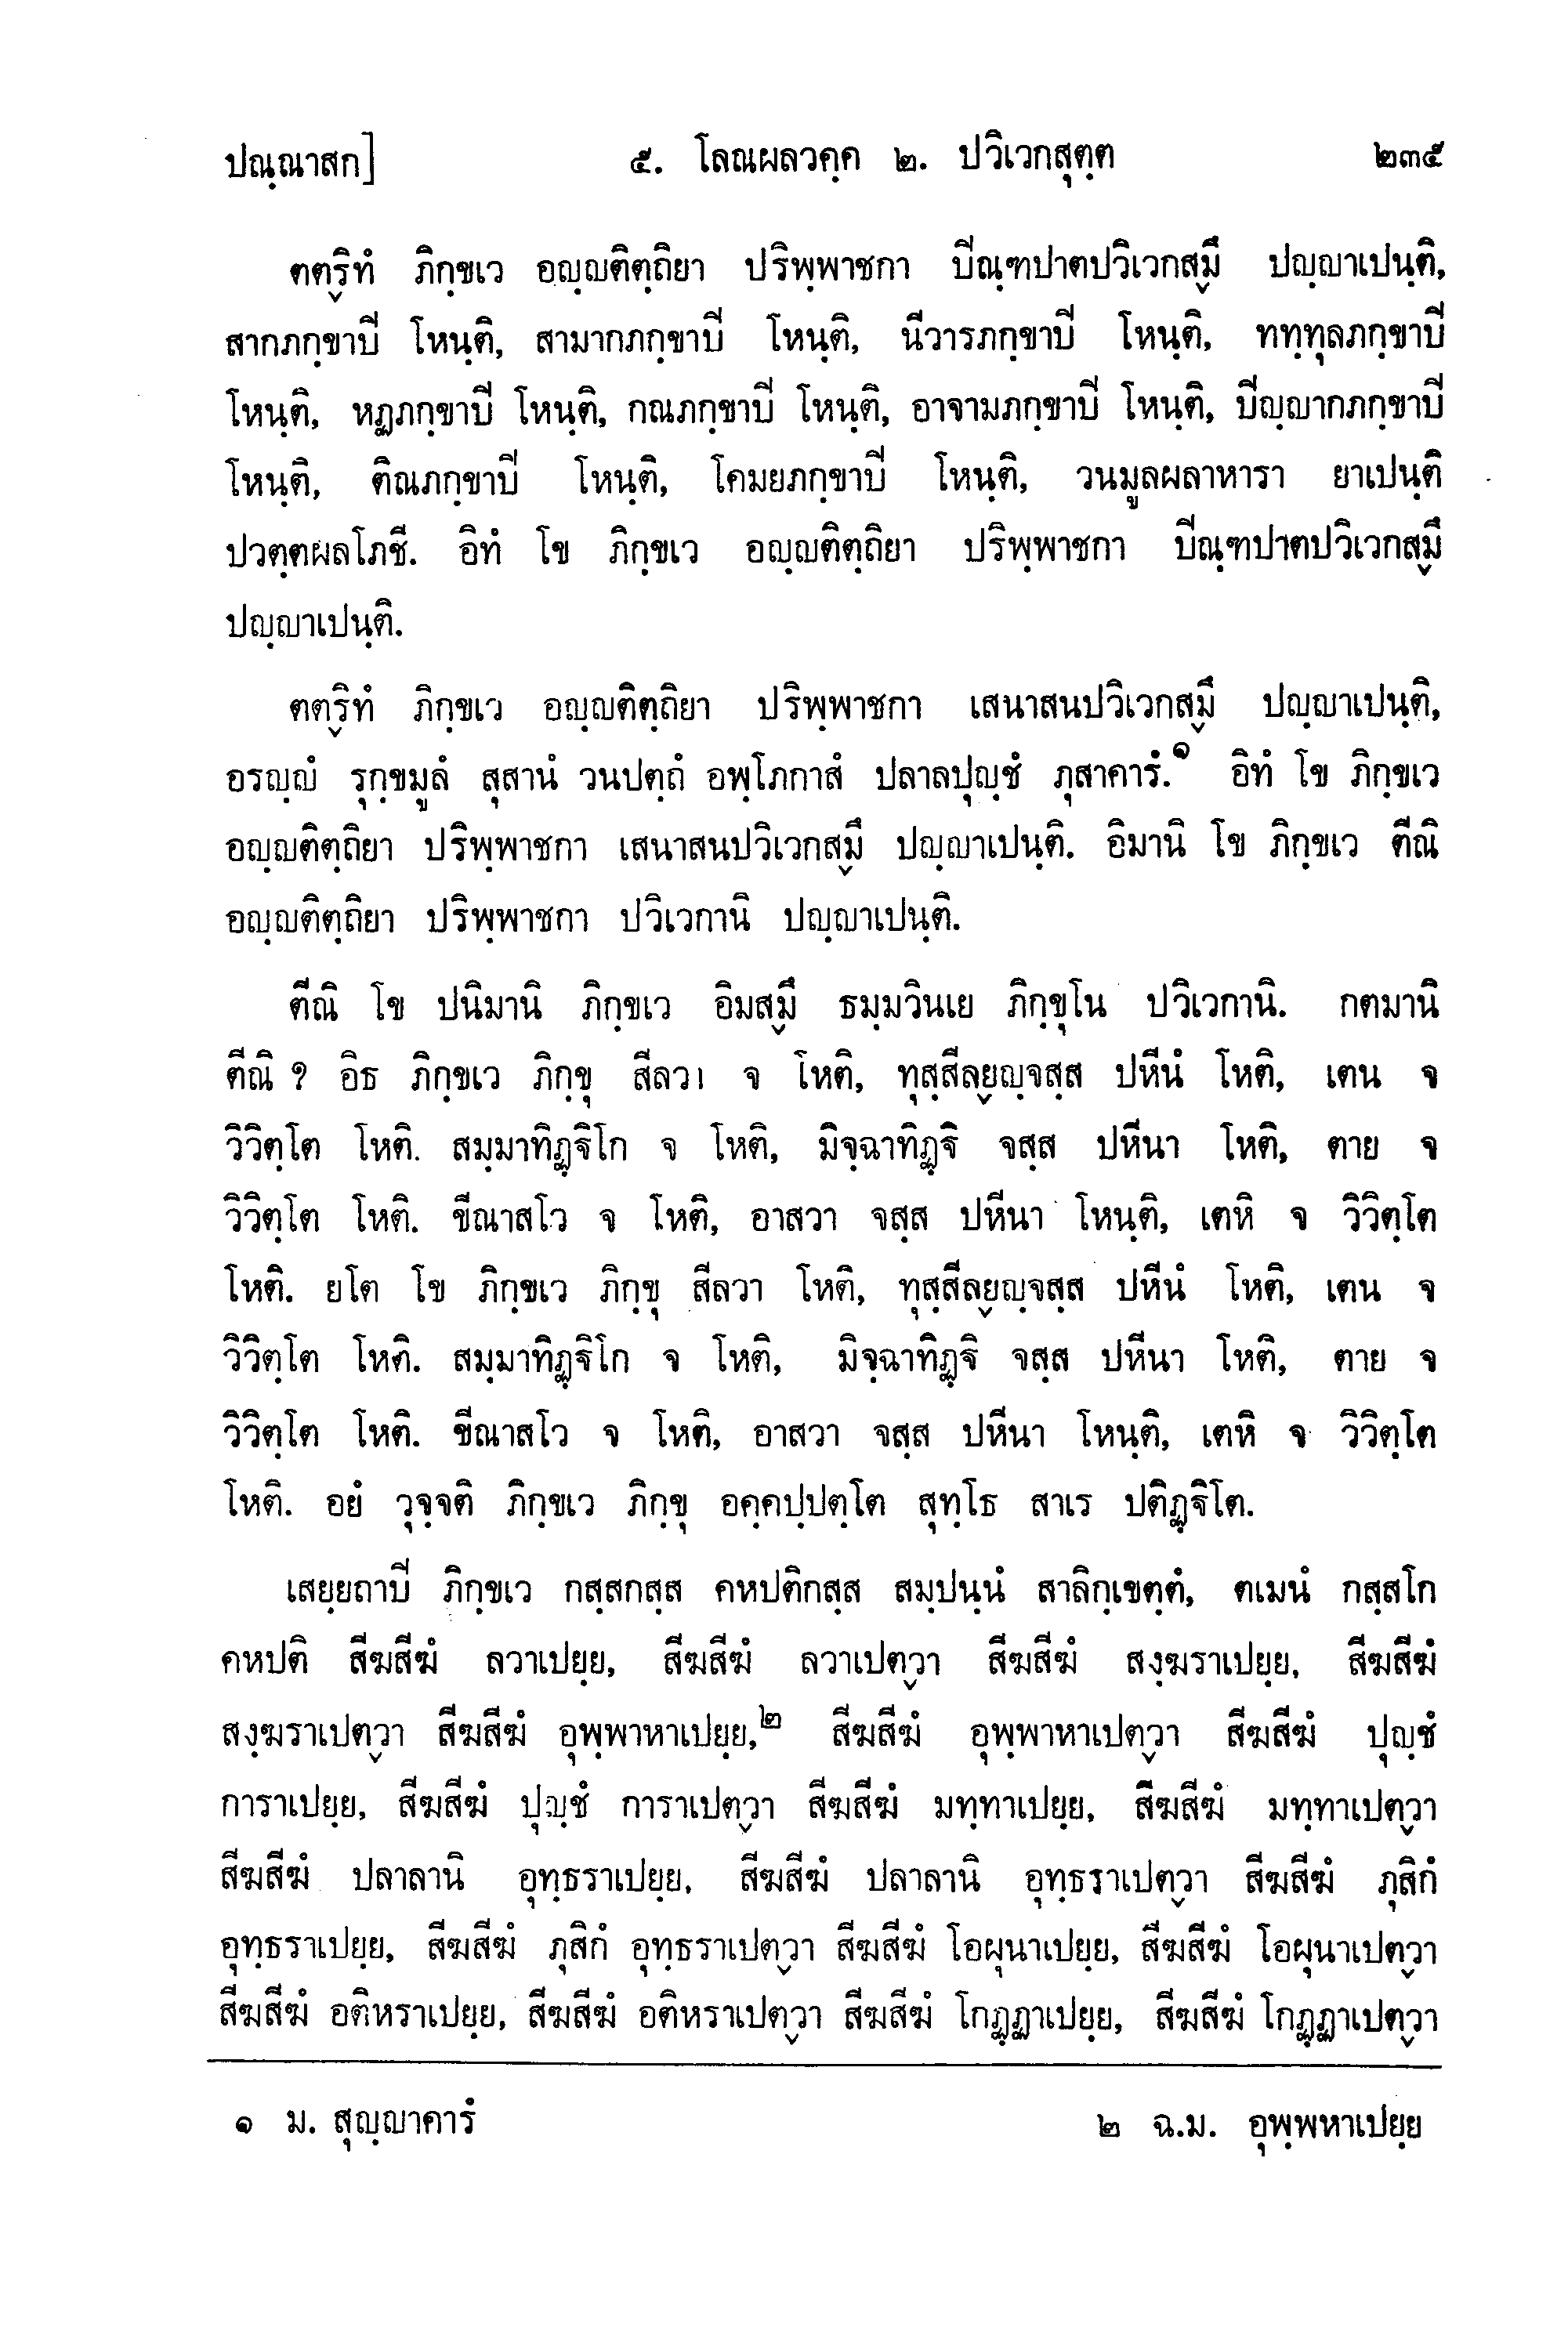 ปณฺณาสก]	๕. โลณผลวคฺค ๒. ปวิเวกสุตฺต	๒๓๕
ตต๎ริทํ ภิกฺขเว อญฺญติตฺถิยา ปริพฺพาชกา ปิณฺฑปาตปวิเวกส๎มึ ปญฺญาเปนฺติ,
สากภกฺขาปิ โหนฺติ, สามากภกฺขาปิ โหนฺติ, นีวารภกฺขาปิ โหนฺติ, ททฺทุลภกฺขาปิ
โหนฺติ, หฏภกฺขาปิ โหนฺติ, กณภกฺขาปิ โหนฺติ, อาจามภกฺขาปิ โหนฺติ, ปิญฺญากภกฺขาปิ
โหนฺติ, ติณภกฺขาปิ โหนฺติ, โคมยภกฺขาปิ โหนฺติ, วนมูลผลาหารา ยาเปนฺติ
ปวตฺตผลโภชี. อิทํ โข ภิกฺขเว อญฺญติตฺถิยา ปริพฺพาชกา ปิณฺฑปาตปวิเวกส๎มึ
ปญฺญาเปนฺติ.
ตต๎ริทํ ภิกฺขเว อญฺญติตฺถิยา ปริพฺพาชกา เสนาสนปวิเวกส๎มึ ปญฺญาเปนฺติ,
อรญฺญํ รุกฺขมูลํ สุสานํ วนปตฺถํ อพฺโภกาสํ ปลาลปุญฺชํ ภุสาคารํ.๑ อิทํ โข ภิกฺขเว
อญฺญติตฺถิยา ปริพฺพาชกา เสนาสนปวิเวกส๎มึ ปญฺญาเปนฺติ. อิมานิ โข ภิกฺขเว ตีณิ
อญฺญติตฺถิยา ปริพฺพาชกา ปวิเวกานิ ปญฺญาเปนฺติ.
ตีณิ โข ปนิมานิ ภิกฺขเว อิมส๎มึ ธมฺมวินเย ภิกฺขุโน ปวิเวกานิ. กตมานิ
ตีณิ ? อิธ ภิกฺขเว ภิกฺขุ สีลวา จ โหติ, ทุสฺสีล๎ยญฺจสฺส ปหีนํ โหติ, เตน จ
วิวิตฺโต โหติ. สมฺมาทิฏฺฐิโก จ โหติ, มิจฺฉาทิฏฺฐิ จสฺส ปหีนา โหติ, ตาย จ
วิวิตฺโต โหติ. ขีณาสโว จ โหติ, อาสวา จสฺส ปหีนา โหนฺติ, เตหิ จ วิวิตฺโต
โหติ. ยโต โข ภิกฺขเว ภิกฺขุ สีลวา โหติ, ทุสฺสีล๎ยญฺจสฺส ปหีนํ โหติ, เตน จ
วิวิตฺโต โหติ. สมฺมาทิฏฺฐิโก จ โหติ, มิจฺฉาทิฏฺฐิ จสฺส ปหีนา โหติ, ตาย จ
วิวิตฺโต โหติ. ขีณาสโว จ โหติ, อาสวา จสฺส ปหีนา โหนฺติ, เตหิ จ วิวิตฺโต
โหติ. อยํ วุจฺจติ ภิกฺขเว ภิกฺขุ อคฺคปฺปตฺโต สุทฺโธ สาเร ปติฏฺฐิโต.
เสยฺยถาปิ ภิกฺขเว กสฺสกสฺส คหปติกสฺส สมฺปนฺนํ สาลิกฺเขตฺตํ, ตเมนํ กสฺสโก
คหปติ สีฆสีฆํ ลวาเปยฺย, สีฆสีฆํ ลวาเปต๎วา สีฆสีฆํ สงฺฆราเปยฺย, สีฆสีฆํ
สงฺฆราเปต๎วา สีฆสีฆํ อุพฺพาหาเปยฺย,๒ สีฆสีฆํ อุพฺพาหาเปต๎วา สีฆสีฆํ ปุญฺชํ
การาเปยฺย, สีฆสีฆํ ปุญฺชํ การาเปต๎วา สีฆสีฆํ มทฺทาเปยฺย, สีฆสีฆํ มทฺทาเปต๎วา
สีฆสีฆํ ปลาลานิ อุทฺธราเปยฺย, สีฆสีฆํ ปลาลานิ อุทฺธราเปต๎วา สีฆสีฆํ ภุสิกํ
อุทฺธราเปยฺย, สีฆสีฆํ ภุสิกํ อุทฺธราเปต๎วา สีฆสีฆํ โอผุนาเปยฺย, สีฆสีฆํ โอผุนาเปต๎วา
สีฆสีฆํ อติหราเปยฺย, สีฆสีฆํ อติหราเปต๎วา สีฆสีฆํ โกฏฺฏาเปยฺย, สีฆสีฆํ โกฏฺฏาเปต๎วา
๑ ม. สุญฺญาคารํ	๒ ฉ.ม. อุพฺพหาเปยฺย